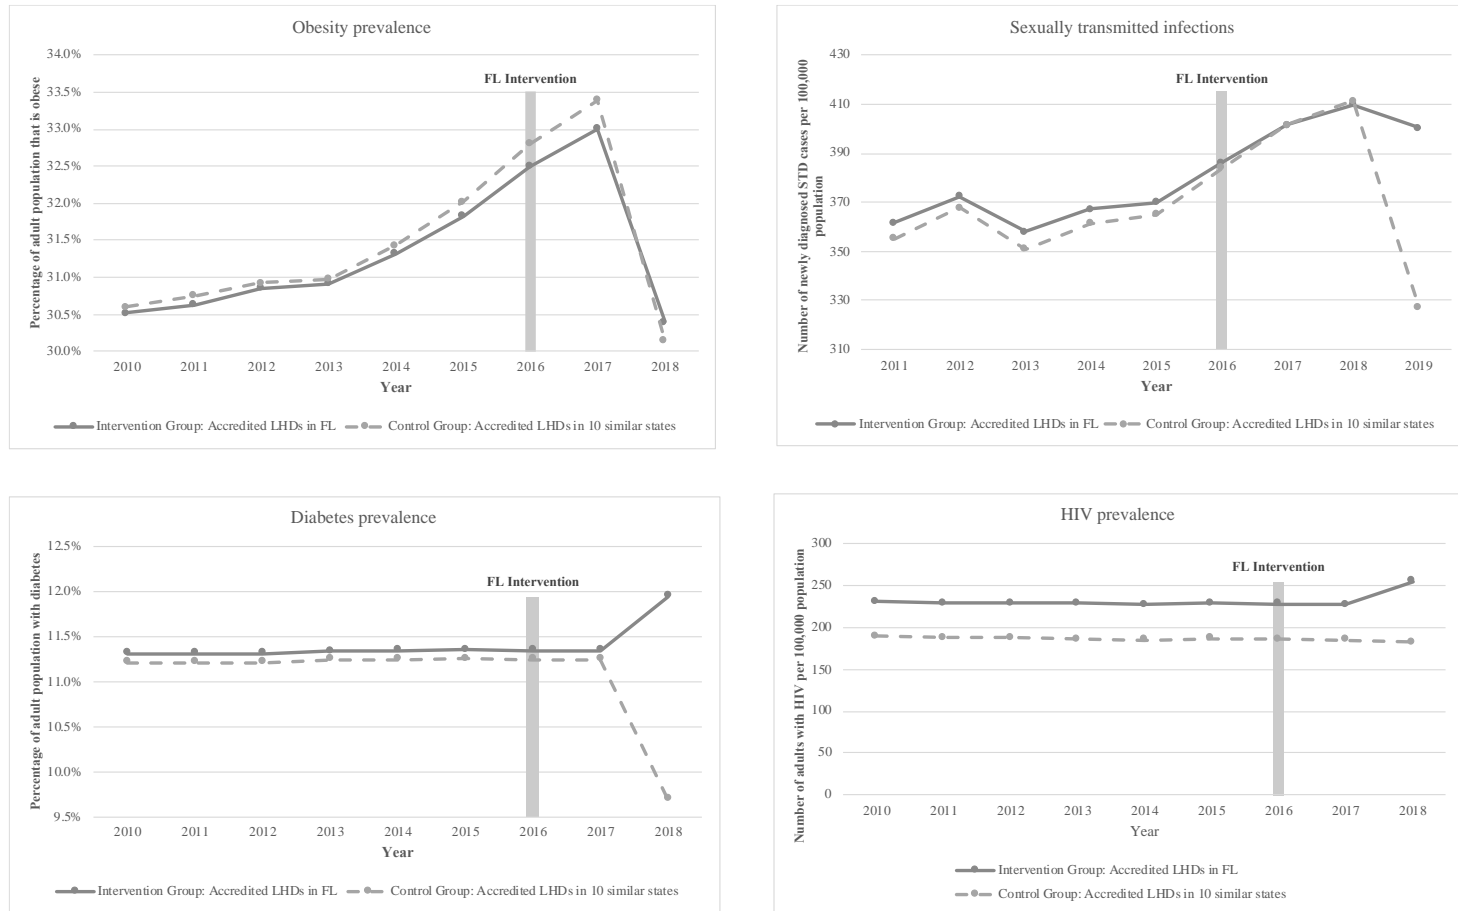 Obesity prevalence
Percentage of adult population that is obese
34.0%
33.5%
33.0%
32.5%
32.0%
31.5%
31.0%
30.5%
30.0%
FL Intervention
2010 2011 2012 2013 2014 2015 2016 2017 2018
Year
Intervention Group: Accredited LHDs in FL Control Group: Accredited LHDs in 10 similar states
Sexually transmitted infections
Number of newly diagnosed STD cases per 100,000
population
430
410
390
370
350
330
310
FL Intervention
2011 2012 2013 2014 2015 2016 2017 2018 2019
Year
Intervention Group: Accredited LHDs in FL Control Group: Accredited LHDs in 10 similar states
Diabetes prevalence
Percentage of adult population with diabetes
12.5%
12.0%
11.5%
11.0%
10.5%
10.0%
9.5%
FL Intervention
2010 2011 2012 2013 2014 2015 2016 2017 2018
Year
Intervention Group: Accredited LHDs in FL Control Group: Accredited LHDs in 10 similar states
HIV prevalence
Number of adults with HIV per 100,000 population
300
250
200
150
100
50
0
FL Intervention
2010 2011 2012 2013 2014 2015 2016 2017 2018
Year
Intervention Group: Accredited LHDs in FL
Control Group: Accredited LHDs in 10 similar states